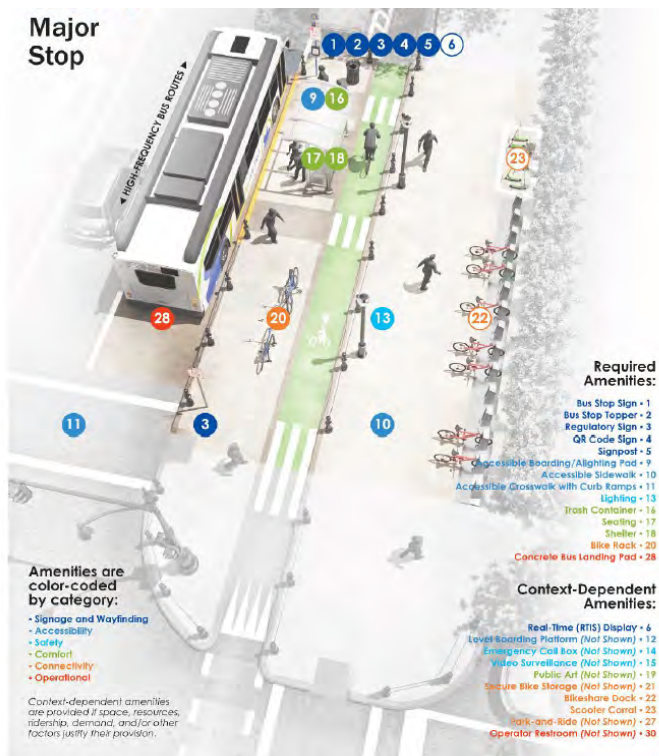 Major
Stop
1 2 3 4 5 6
◄ HIGH-FREQUENCY BUS ROUTES ►
9 16
17 18
23
28
20
13
22
11
3
10
Required
Amenities:
Bus Stop Sign • 1
Bus Stop Topper • 2
Regulatory Sign • 3
QR Code Sign • 4
Signpost • 5
Accessible Boarding/Alighting Pad • 9
Accessible Sidewalk • 10
Accessible Crosswalk with Curb Ramps • 11
Lighting • 13
Trash Container • 16
Seating • 17
Shelter • 18
Bike Rack • 20
Concrete Bus Landing Pad • 28
Amenities are
color-coded
by category:
• Signage and Wayfinding
• Accessibility
• Safety
• Comfort
• Connectivity
• Operational
Context-dependent amenities
are provided if space, resources,
ridership, demand, and/or other
factors justify their provision.
Context-Dependent
Amenities:
Real-Time (RTIS) Display • 6
Level Boarding Platform (Not Shown) • 12
Emergency Call Box (Not Shown) • 14
Video Surveillance (Not Shown) • 15
Public Art (Not Shown) • 19
Secure Bike Storage (Not Shown) • 21
Bikeshare Dock • 22
Scooter Corral • 23
Park-and-Ride (Not Shown) • 27
Operator Restroom (Not Shown) • 30